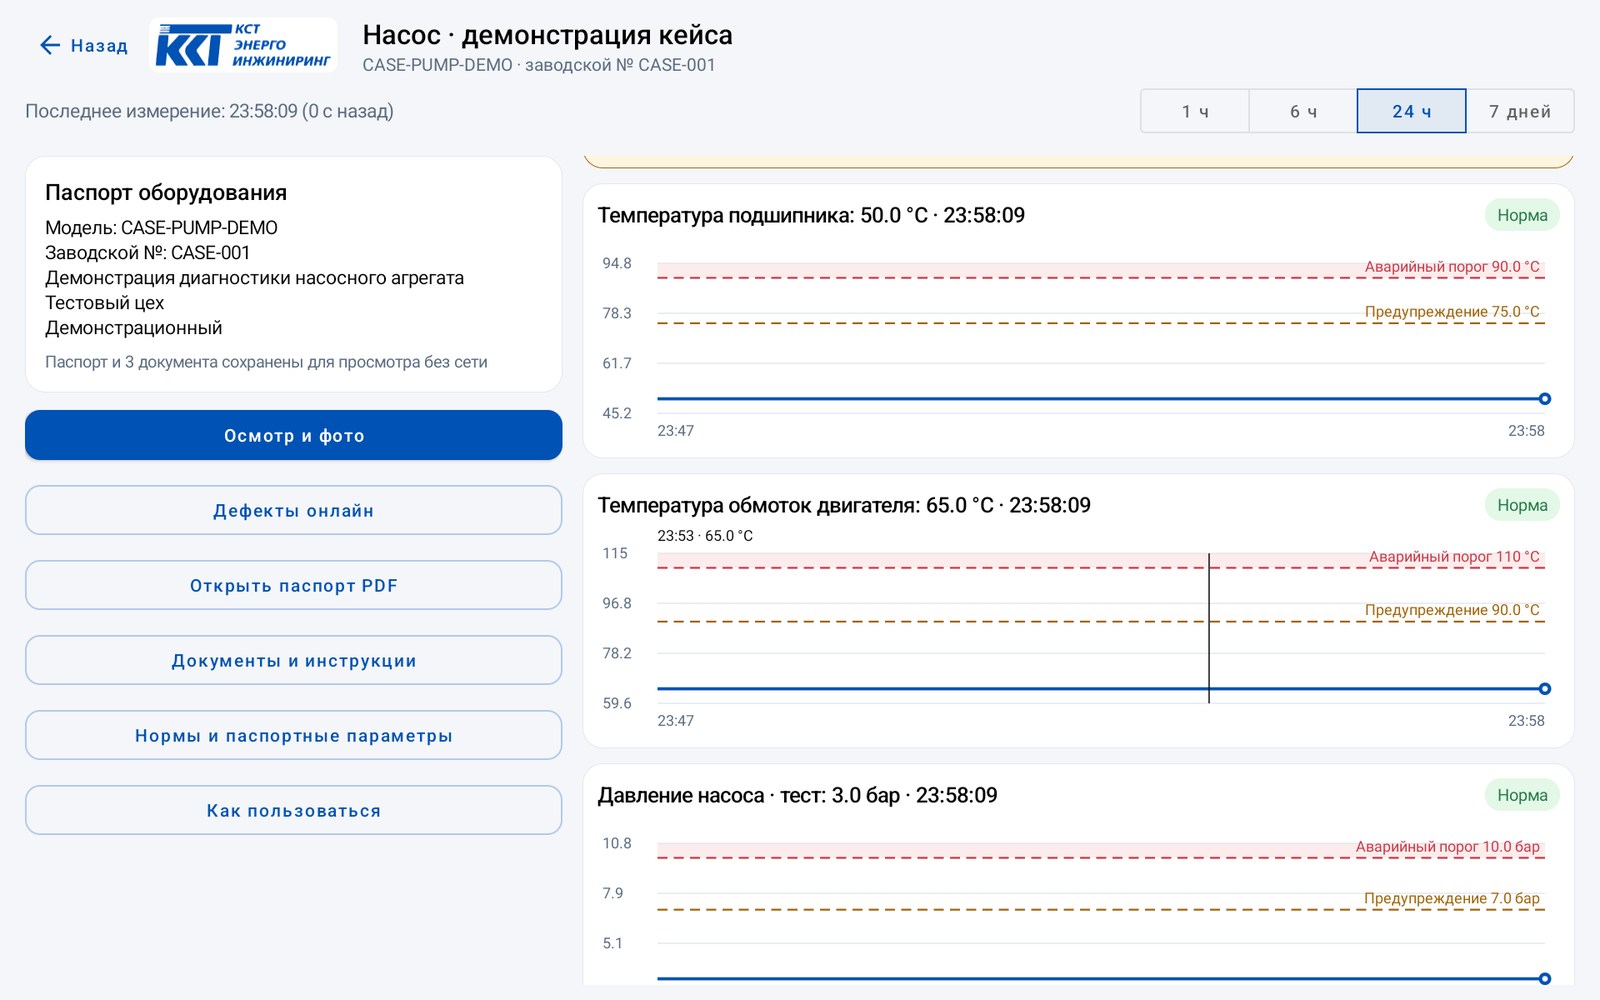 Назад
ККТ
КСТ
ЭНЕРГО
ИНЖИНИРИНГ
Насос · демонстрация кейса
CASE-PUMP-DEMO · заводской № CASE-001
Последнее измерение: 23:58:09 (0 с назад)
1 ч
6 ч
24 ч
7 дней
Паспорт оборудования
Модель: CASE-PUMP-DEMO
Заводской №: CASE-001
Демонстрация диагностики насосного агрегата
Тестовый цех
Демонстрационный
Паспорт и 3 документа сохранены для просмотра без сети
Осмотр и фото
Дефекты онлайн
Открыть паспорт PDF
Документы и инструкции
Нормы и паспортные параметры
Как пользоваться
Температура подшипника: 50.0 °C · 23:58:09
Норма
94.8
Аварийный порог 90.0 °C
78.3
Предупреждение 75.0 °C
61.7
45.2
23:47
23:58
Температура обмоток двигателя: 65.0 °C · 23:58:09
Норма
23:53 · 65.0 °C
115
Аварийный порог 110 °C
96.8
Предупреждение 90.0 °C
78.2
59.6
23:47
23:58
Давление насоса · тест: 3.0 бар · 23:58:09
Норма
10.8
Аварийный порог 10.0 бар
7.9
Предупреждение 7.0 бар
5.1